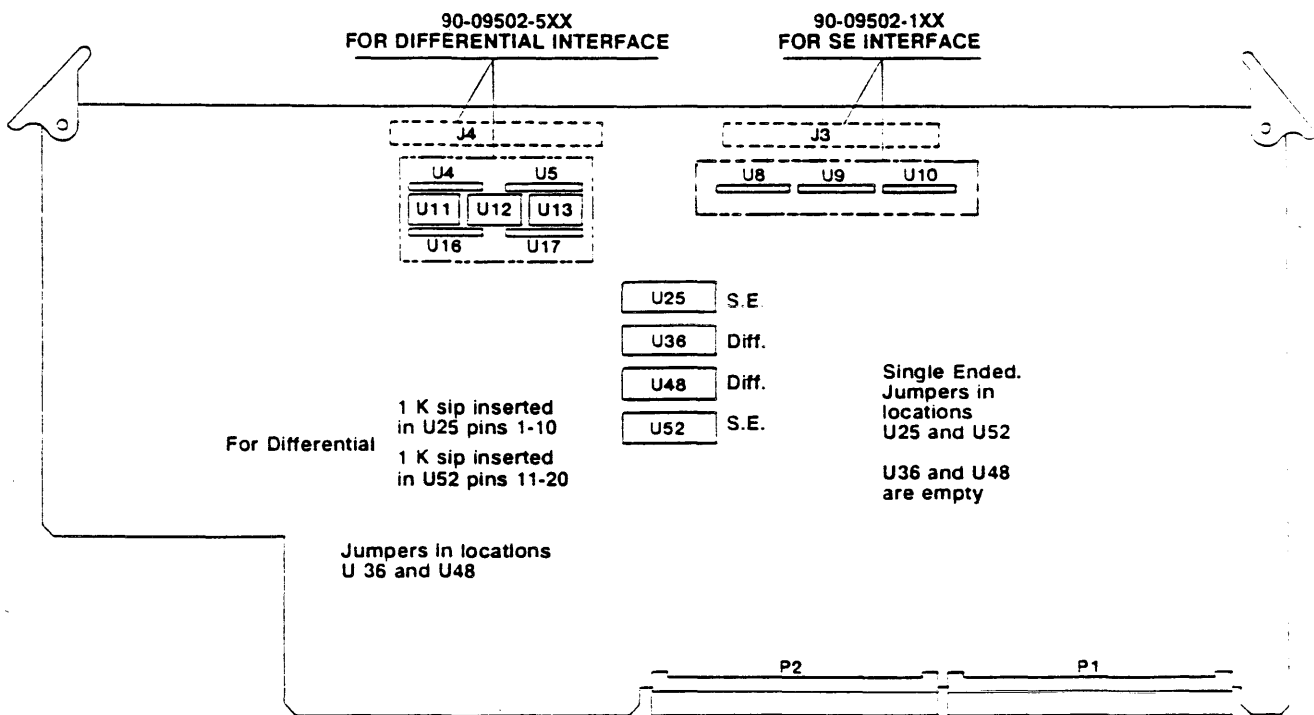 90-09502-5XX
FOR DIFFERENTIAL INTERFACE
90-09502-1XX
FOR SE INTERFACE
J4
J3
U4
U5
U11
U12
U13
U16
U17
U8
U9
U10
U25
S.E.
U36
Diff.
U48
Diff.
U52
S.E.
For Differential
1 K sip inserted
in U25 pins 1-10
1 K sip inserted
in U52 pins 11-20
Single Ended.
Jumpers in
locations
U25 and U52
U36 and U48
are empty
Jumpers in locations
U 36 and U48
P2
P1